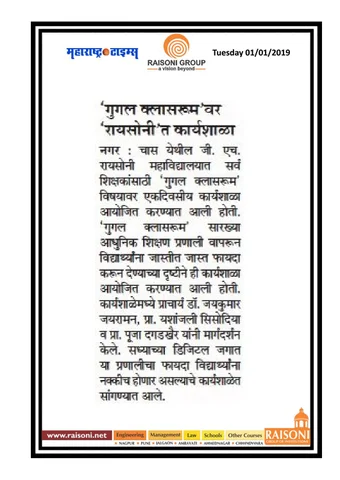 महाराष्ट्र टाइम्स
RAISONI GROUP
a vision beyond
Tuesday 01/01/2019
‘गुगल क्लासरूम’वर
‘रायसोनी’त कार्यशाळा
नगर : चास येथील जी. एच.
रायसोनी महाविद्यालयात सर्व
शिक्षकांसाठी ‘गुगल क्लासरूम’
विषयावर एकदिवसीय कार्यशाळा
आयोजित करण्यात आली होती.
‘गुगल क्लासरूम’ सारख्या
आधुनिक शिक्षण प्रणाली वापरून
विद्यार्थ्यांना जास्तीत जास्त फायदा
करून देण्याच्या दृष्टीने ही कार्यशाळा
आयोजित करण्यात आली होती.
कार्यशाळेमध्ये प्राचार्य डॉ. जयकुमार
जयरामन, प्रा. यशांजली सिसोदिया
व प्रा. पूजा दगडखैर यांनी मार्गदर्शन
केले. सध्याच्या डिजिटल जगात
या प्रणालीचा फायदा विद्यार्थ्यांना
नक्कीच होणार असल्याचे कार्यशाळेत
सांगण्यात आले.
www.raisoni.net Engineering Management Law Schools Other Courses RAISONI
NAGPUR PUNE JALGAON AMRAVATI AHMEDNAGAR CHHINDWARA